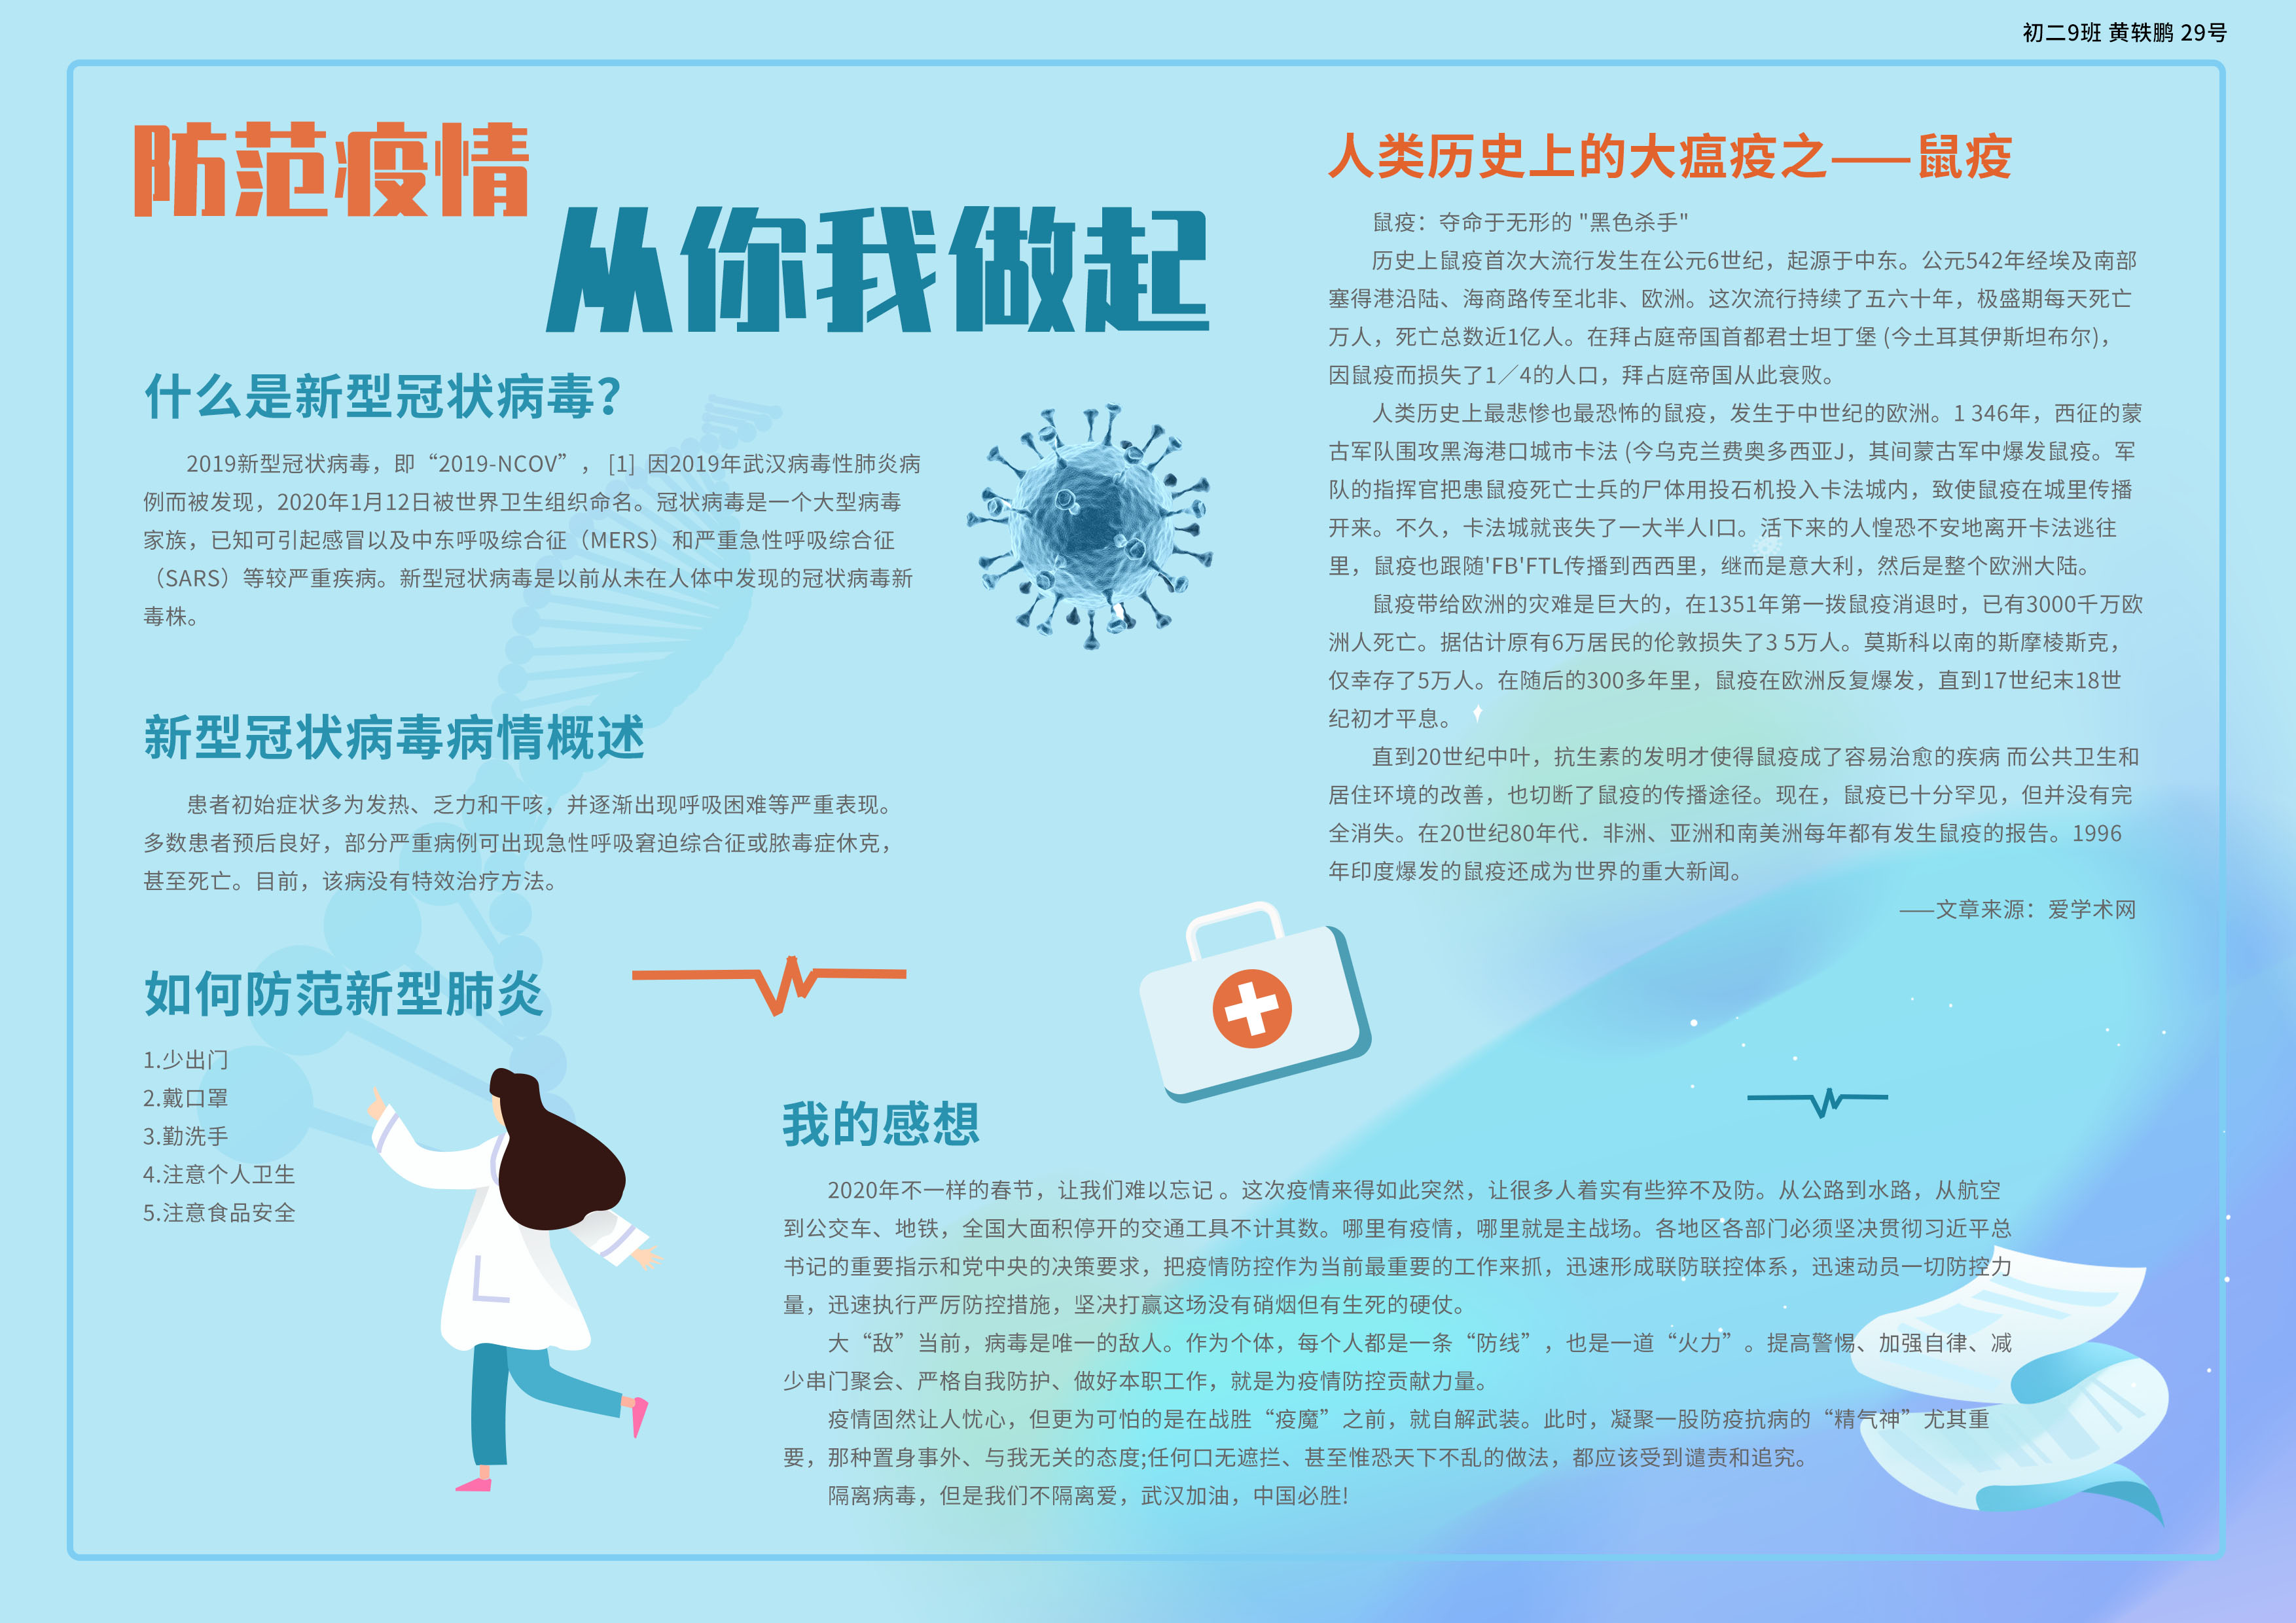 初二9班 黄轶鹏 29号
防范疫情
从你我做起
什么是新型冠状病毒?
2019新型冠状病毒，即“2019-NCOV”，[1] 因2019年武汉病毒性肺炎病
例而被发现，2020年1月12日被世界卫生组织命名。冠状病毒是一个大型病毒
家族，已知可引起感冒以及中东呼吸综合征（MERS）和严重急性呼吸综合征
（SARS）等较严重疾病。新型冠状病毒是以前从未在人体中发现的冠状病毒新
毒株。
新型冠状病毒病情概述
患者初始症状多为发热、乏力和干咳，并逐渐出现呼吸困难等严重表现。
多数患者预后良好，部分严重病例可出现急性呼吸窘迫综合征或脓毒症休克，
甚至死亡。目前，该病没有特效治疗方法。
如何防范新型肺炎
1.少出门
2.戴口罩
3.勤洗手
4.注意个人卫生
5.注意食品安全
人类历史上的大瘟疫之——鼠疫
鼠疫：夺命于无形的 "黑色杀手"
历史上鼠疫首次大流行发生在公元6世纪，起源于中东。公元542年经埃及南部
塞得港沿陆、海商路传至北非、欧洲。这次流行持续了五六十年，极盛期每天死亡
万人，死亡总数近1亿人。在拜占庭帝国首都君士坦丁堡 (今土耳其伊斯坦布尔)，
因鼠疫而损失了1／4的人口，拜占庭帝国从此衰败。
人类历史上最悲惨也最恐怖的鼠疫，发生于中世纪的欧洲。1 346年，西征的蒙
古军队围攻黑海港口城市卡法 (今乌克兰费奥多西亚J，其间蒙古军中爆发鼠疫。军
队的指挥官把患鼠疫死亡士兵的尸体用投石机投入卡法城内，致使鼠疫在城里传播
开来。不久，卡法城就丧失了一大半人I口。活下来的人惶恐不安地离开卡法逃往
里，鼠疫也跟随'FB'FTL传播到西西里，继而是意大利，然后是整个欧洲大陆。
鼠疫带给欧洲的灾难是巨大的，在1351年第一拨鼠疫消退时，已有3000千万欧
洲人死亡。据估计原有6万居民的伦敦损失了3 5万人。莫斯科以南的斯摩棱斯克，
仅幸存了5万人。在随后的300多年里，鼠疫在欧洲反复爆发，直到17世纪末18世
纪初才平息。
直到20世纪中叶，抗生素的发明才使得鼠疫成了容易治愈的疾病 而公共卫生和
居住环境的改善，也切断了鼠疫的传播途径。现在，鼠疫已十分罕见，但并没有完
全消失。在20世纪80年代．非洲、亚洲和南美洲每年都有发生鼠疫的报告。1996
年印度爆发的鼠疫还成为世界的重大新闻。
——文章来源：爱学术网
我的感想
2020年不一样的春节，让我们难以忘记 。这次疫情来得如此突然，让很多人着实有些猝不及防。从公路到水路，从航空
到公交车、地铁，全国大面积停开的交通工具不计其数。哪里有疫情，哪里就是主战场。各地区各部门必须坚决贯彻习近平总
书记的重要指示和党中央的决策要求，把疫情防控作为当前最重要的工作来抓，迅速形成联防联控体系，迅速动员一切防控力
量，迅速执行严厉防控措施，坚决打赢这场没有硝烟但有生死的硬仗。
大“敌”当前，病毒是唯一的敌人。作为个体，每个人都是一条“防线”，也是一道“火力”。提高警惕、加强自律、减
少串门聚会、严格自我防护、做好本职工作，就是为疫情防控贡献力量。
疫情固然让人忧心，但更为可怕的是在战胜“疫魔”之前，就自解武装。此时，凝聚一股防疫抗病的“精气神”尤其重
要，那种置身事外、与我无关的态度;任何口无遮拦、甚至惟恐天下不乱的做法，都应该受到谴责和追究。
隔离病毒，但是我们不隔离爱，武汉加油，中国必胜!